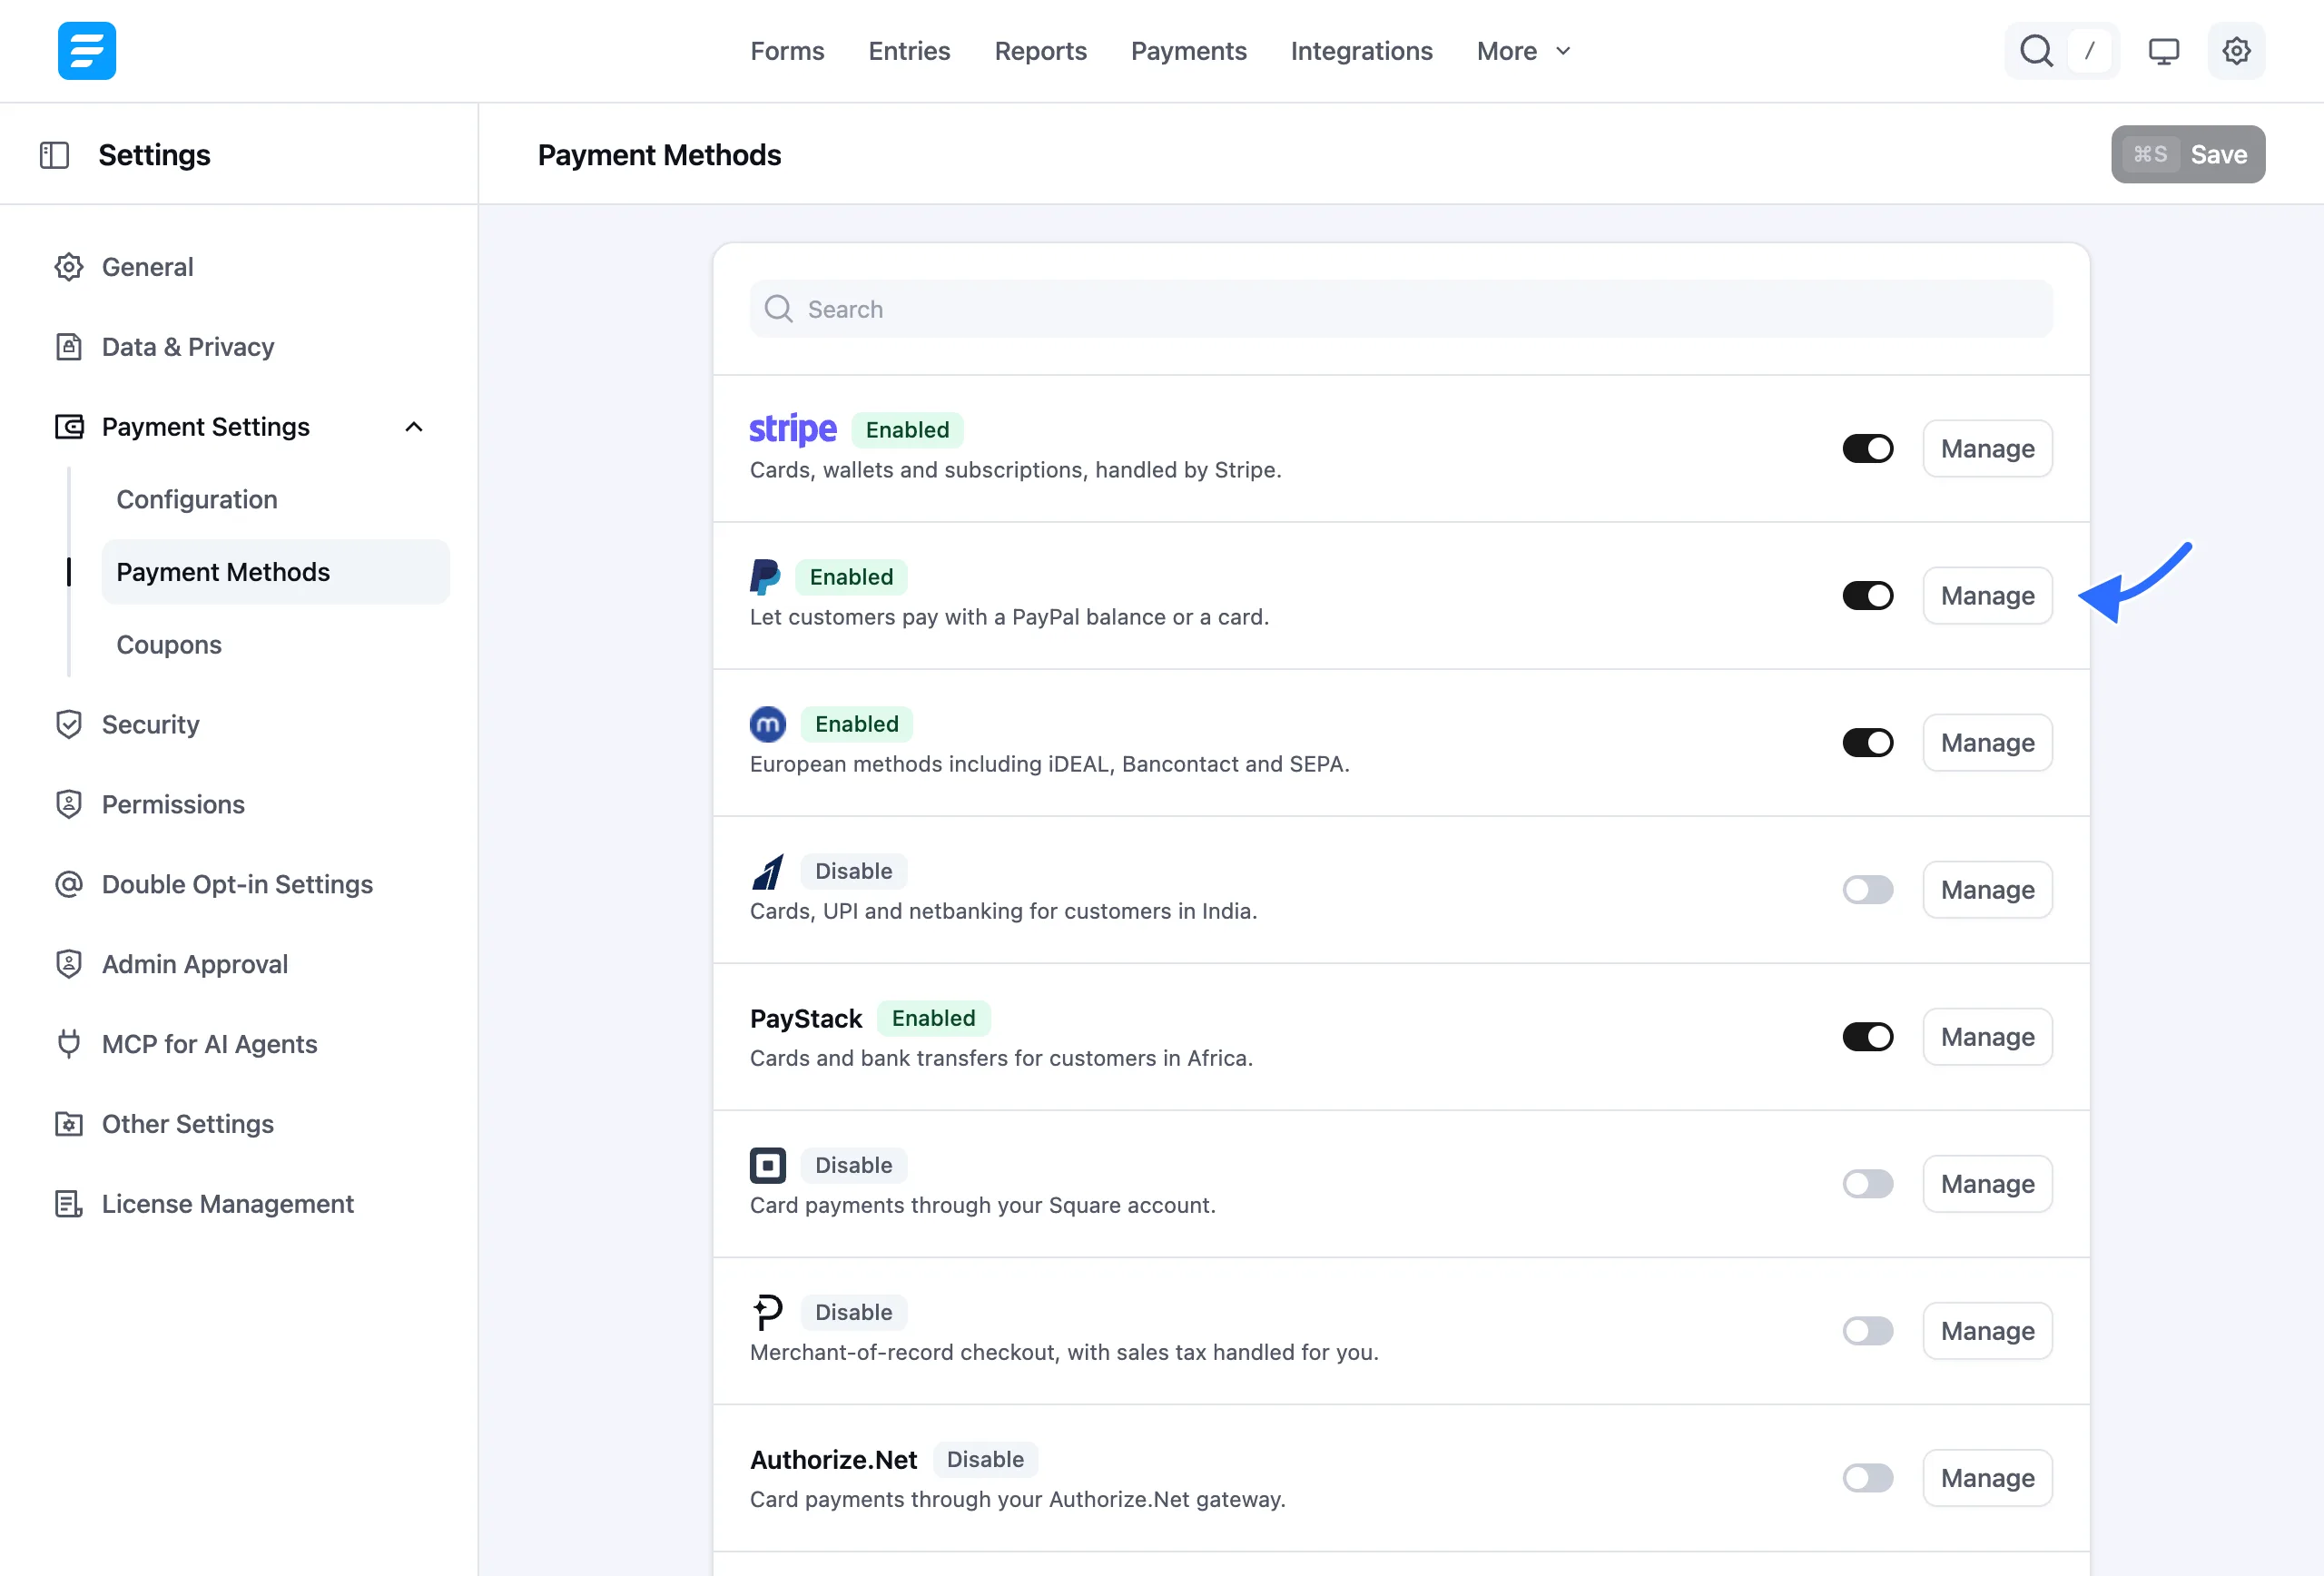 Forms Entries Reports Payments Integrations More /
Settings
Payment Methods
⌘S Save
General
Data & Privacy
Payment Settings
Configuration
Payment Methods
Coupons
Security
Permissions
Double Opt-in Settings
Admin Approval
MCP for AI Agents
Other Settings
License Management
Search
stripe Enabled
Cards, wallets and subscriptions, handled by Stripe.
Manage
Enabled
Let customers pay with a PayPal balance or a card.
Manage
m Enabled
European methods including iDEAL, Bancontact and SEPA.
Manage
Disable
Cards, UPI and netbanking for customers in India.
Manage
PayStack Enabled
Cards and bank transfers for customers in Africa.
Manage
Disable
Card payments through your Square account.
Manage
Disable
Merchant-of-record checkout, with sales tax handled for you.
Manage
Authorize.Net Disable
Card payments through your Authorize.Net gateway.
Manage